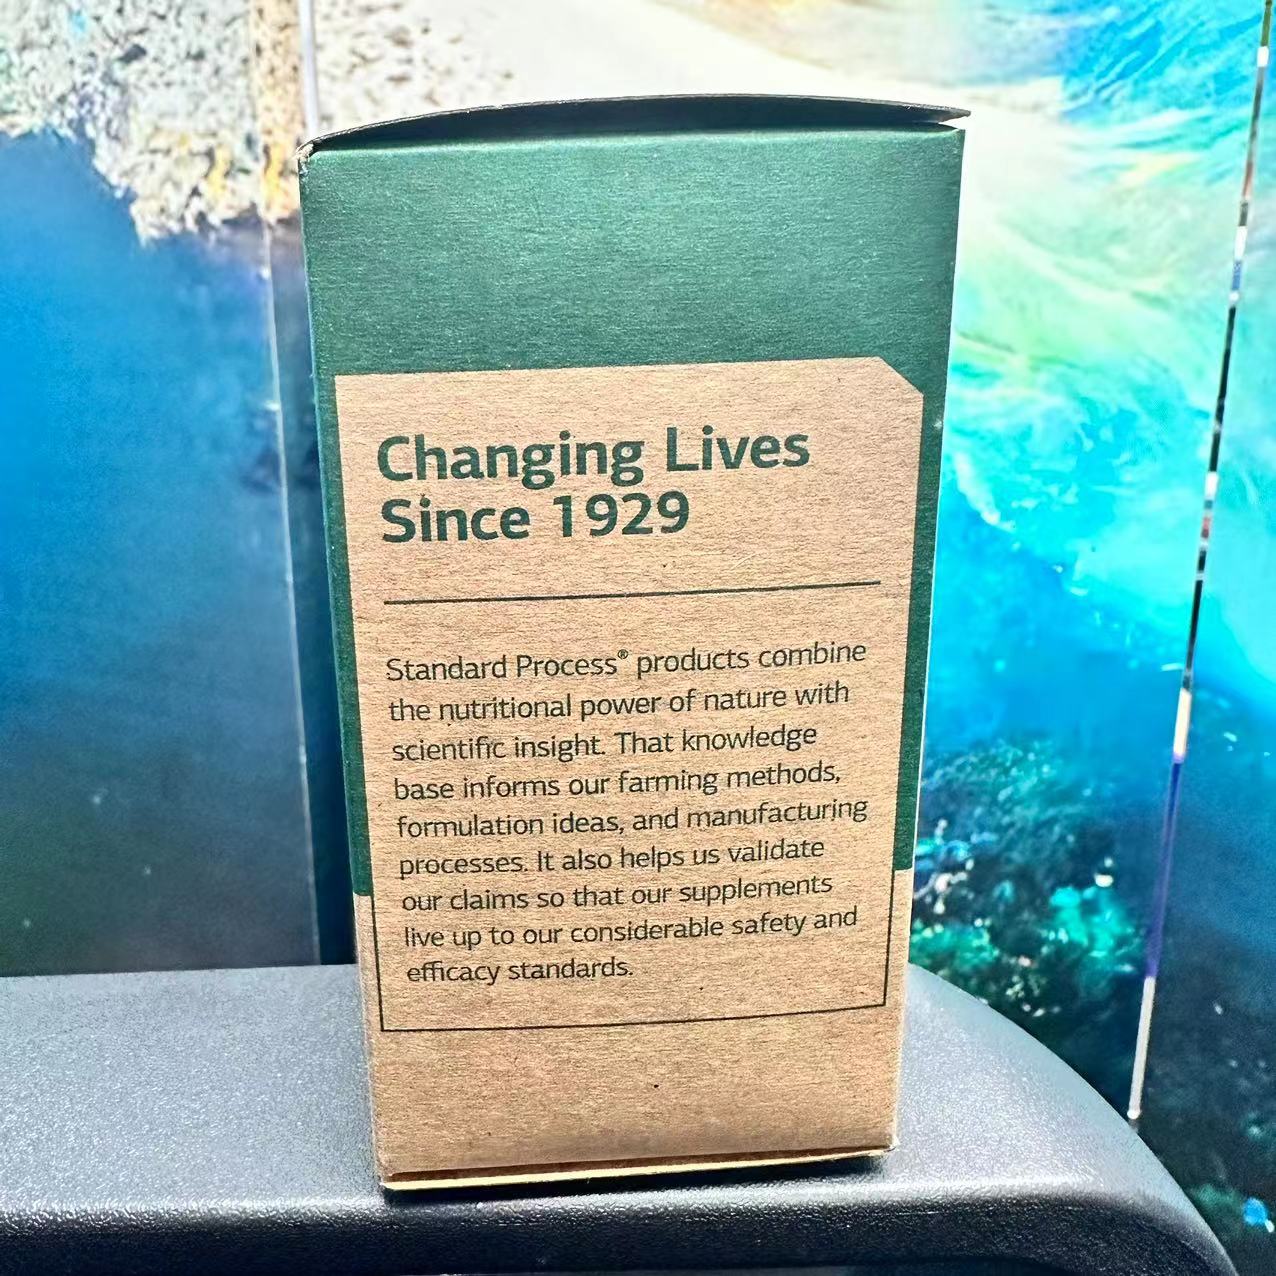 Changing Lives
Since 1929
Standard Process® products combine
the nutritional power of nature with
scientific insight. That knowledge
base informs our farming methods,
formulation ideas, and manufacturing
processes. It also helps us validate
our claims so that our supplements
live up to our considerable safety and
efficacy standards.